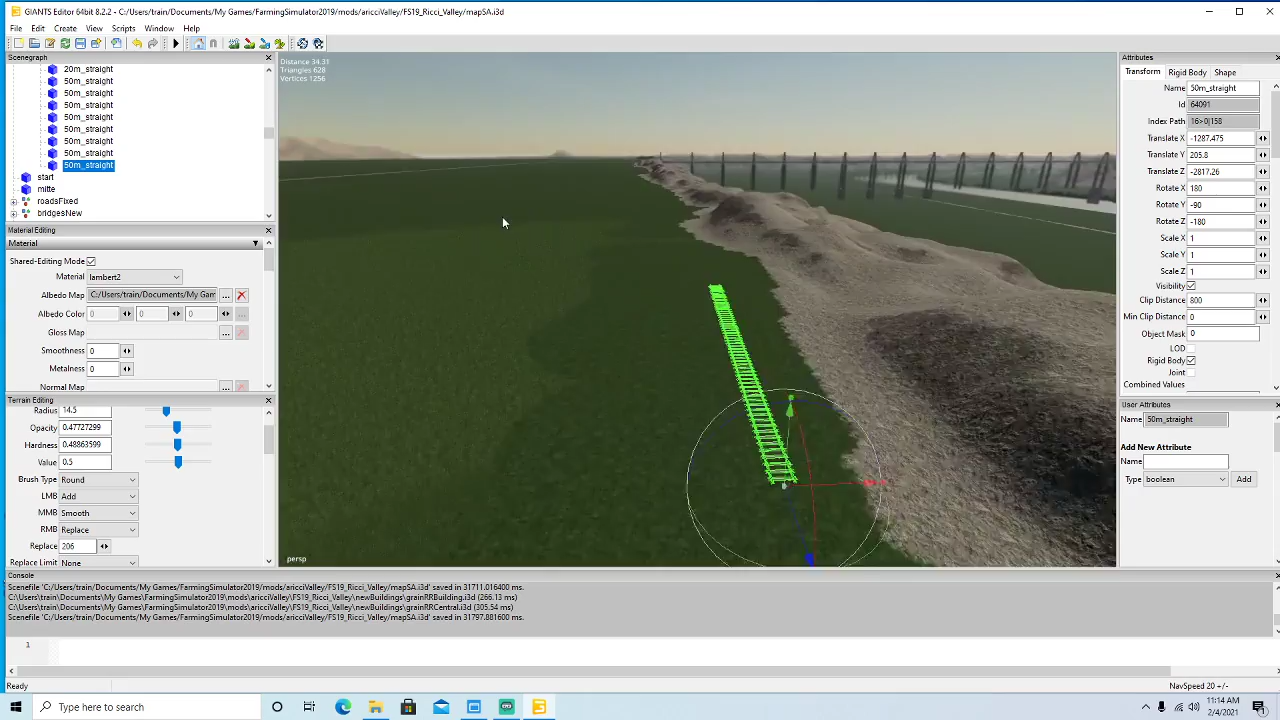 GIANTS Editor 64bit 8.2.2 - C:/Users/train/Documents/My Games/FarmingSimulator2019/mods/aricciValley/FS19_Ricci_Valley/mapSA.i3d
File Edit Create View Scripts Window Help
Scenegraph
20m_straight
50m_straight
50m_straight
50m_straight
50m_straight
50m_straight
50m_straight
50m_straight
50m_straight
start
mitte
roadsFixed
bridgesNew
Material Editing
Material
Shared-Editing Mode
Material lambert2
Albedo Map C:/Users/train/Documents/My Gam ...
Albedo Color 0 0 0 ...
Gloss Map ...
Smoothness 0
Metalness 0
Normal Map
Terrain Editing
Radius 14.5
Opacity 0.47727299
Hardness 0.48863599
Value 0.5
Brush Type Round
LMB Add
MMB Smooth
RMB Replace
Replace 206
Replace Limit None
Distance 34.31
Triangles 628
Vertices 1256
persp
Attributes
Transform Rigid Body Shape
Name 50m_straight
Id 64091
Index Path 16>0|158
Translate X -1287.475
Translate Y 205.8
Translate Z -2817.26
Rotate X 180
Rotate Y -90
Rotate Z -180
Scale X 1
Scale Y 1
Scale Z 1
Visibility
Clip Distance 800
Min Clip Distance 0
Object Mask 0
LOD
Rigid Body
Joint
Combined Values
User Attributes
Name 50m_straight
Add New Attribute
Name
Type boolean Add
Console
Scenefile 'C:/Users/train/Documents/My Games/FarmingSimulator2019/mods/aricciValley/FS19_Ricci_Valley/mapSA.i3d' saved in 31711.016400 ms.
C:\Users\train\Documents\My Games\FarmingSimulator2019\mods\aricciValley\FS19_Ricci_Valley\newBuildings\grainRRBuilding.i3d (266.13 ms)
C:\Users\train\Documents\My Games\FarmingSimulator2019\mods\aricciValley\FS19_Ricci_Valley\newBuildings\grainRRCentral.i3d (305.54 ms)
Scenefile 'C:/Users/train/Documents/My Games/FarmingSimulator2019/mods/aricciValley/FS19_Ricci_Valley/mapSA.i3d' saved in 31797.881600 ms.
1
Ready
NavSpeed 20 +/-
Type here to search
11:14 AM
2/4/2021